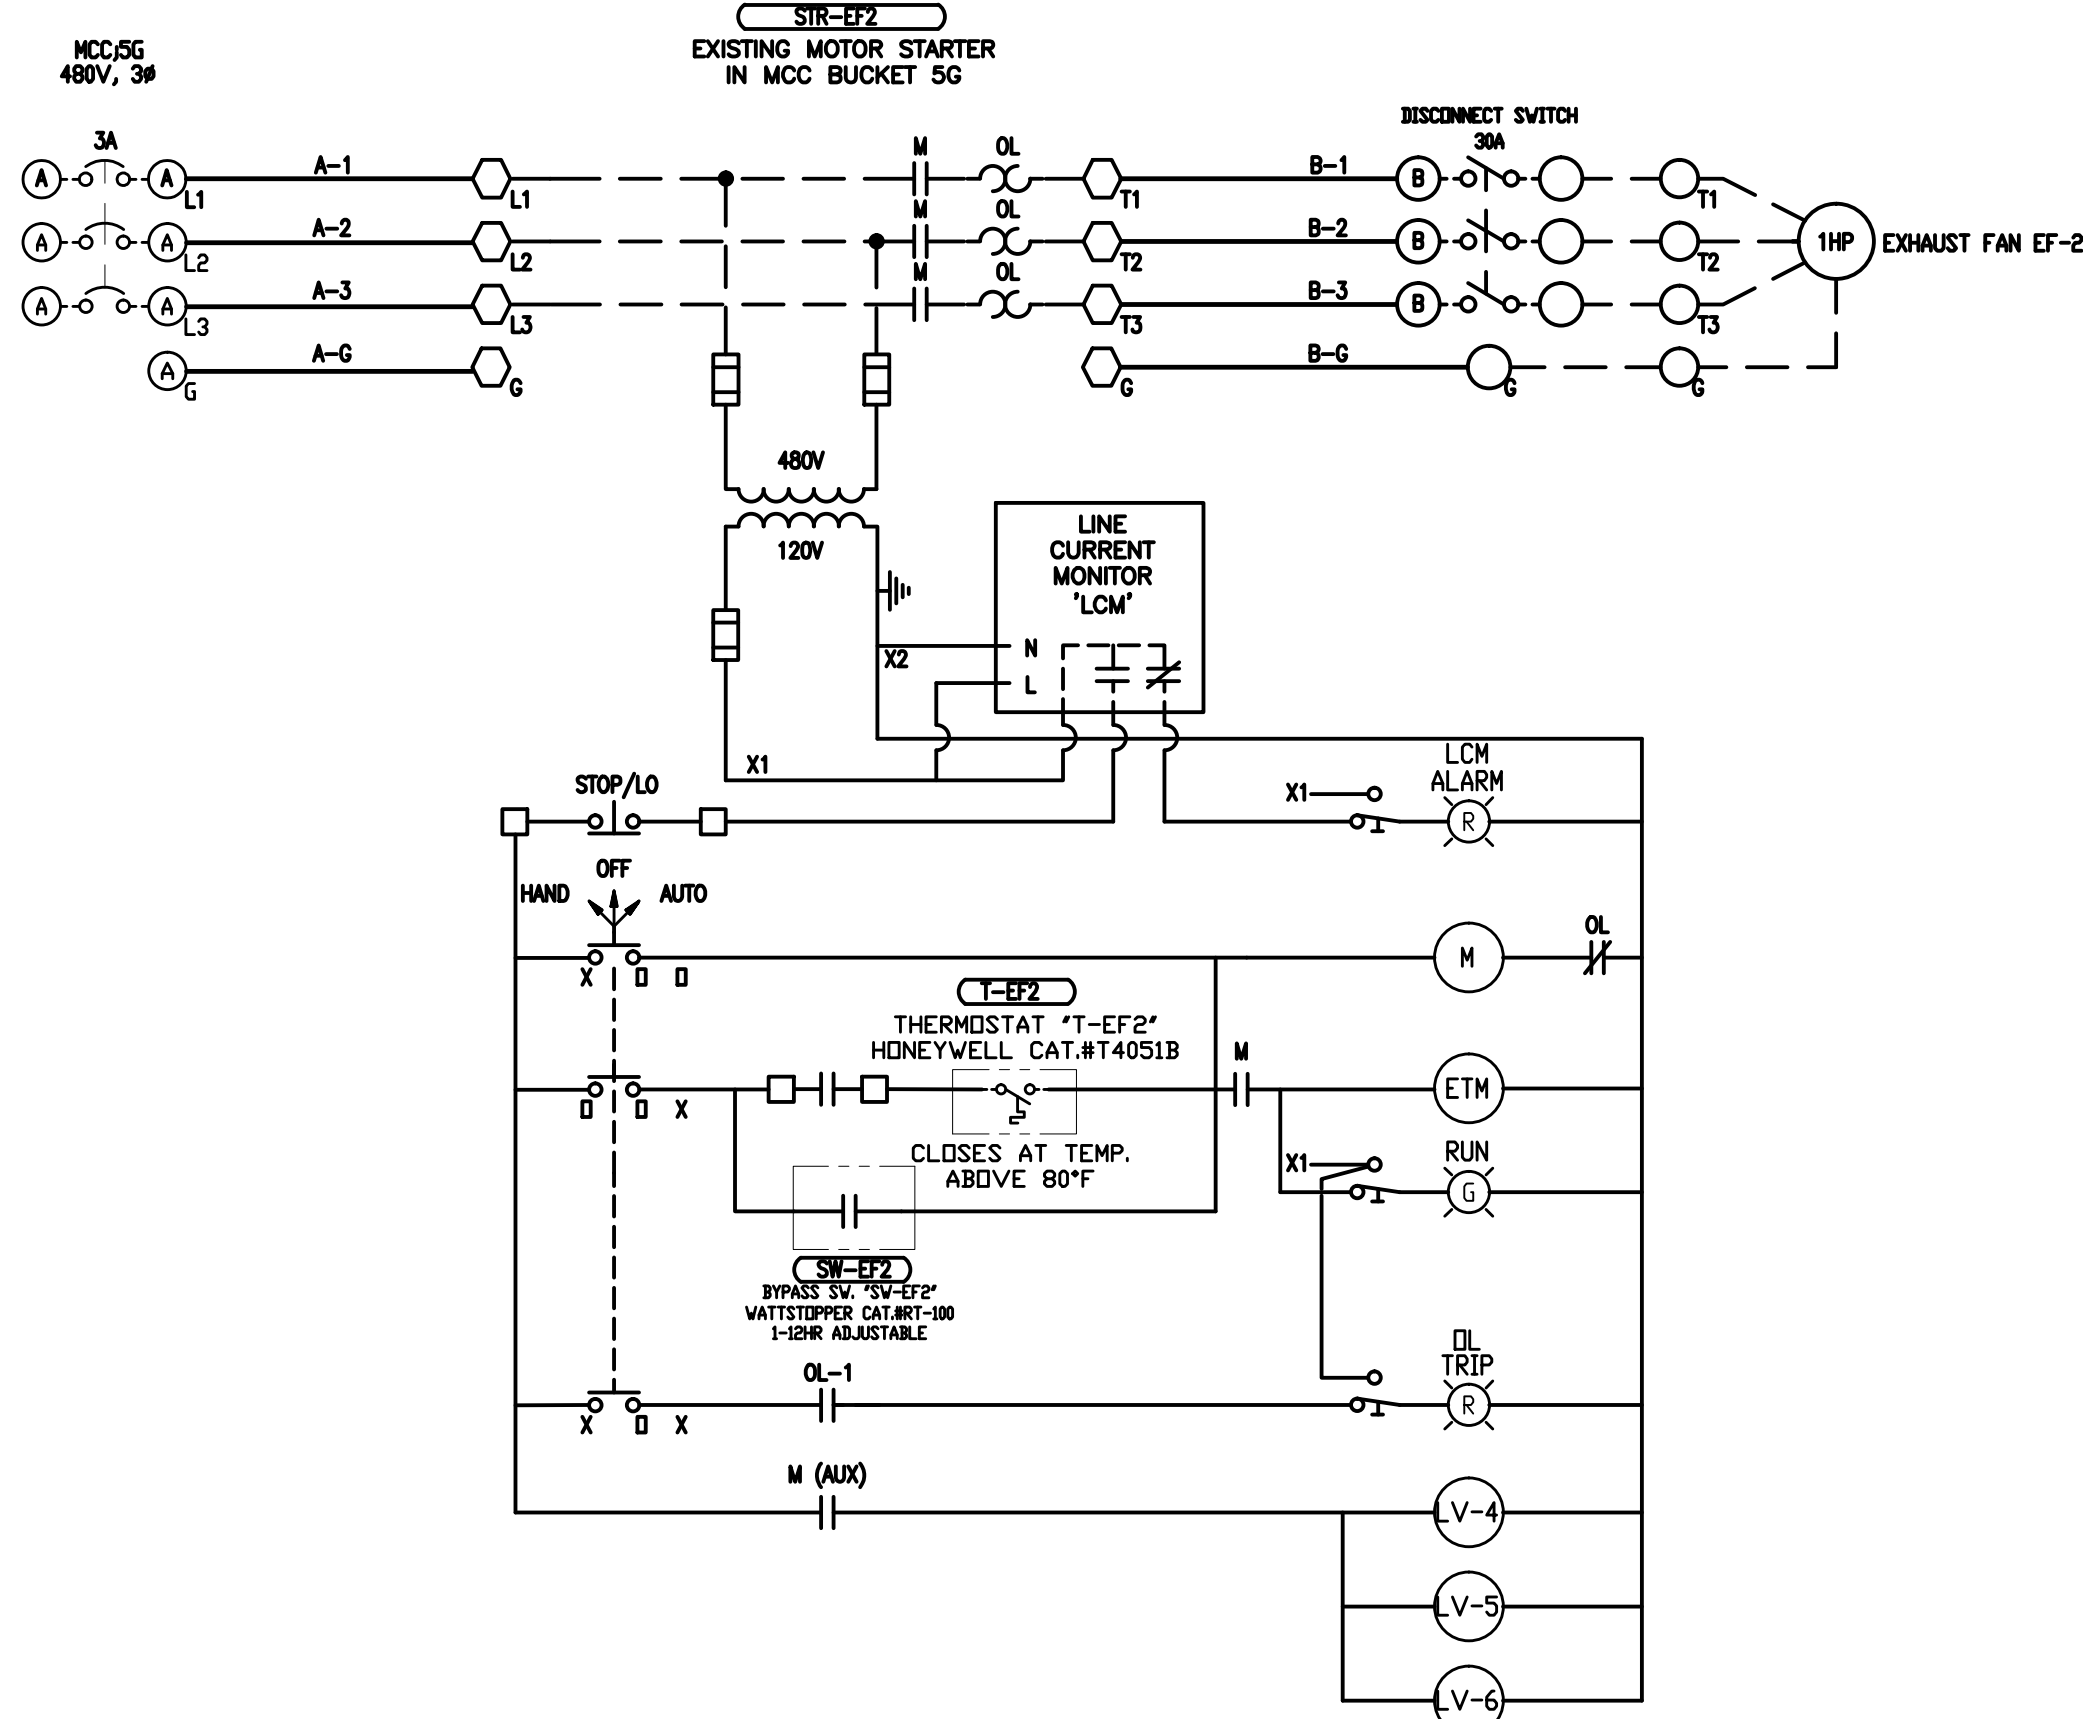 STR-EF2
EXISTING MOTOR STARTER
IN MCC BUCKET 5G
MCC,5G
480V, 3ø
DISCONNECT SWITCH
30A
3A
M
OL
A
A
L1
A-1
L1
T1
B-1
B
T1
M
OL
A
A
L2
A-2
L2
T2
B-2
B
T2
1HP
EXHAUST FAN EF-2
M
OL
A
A
L3
A-3
L3
T3
B-3
B
T3
A
G
A-G
G
G
B-G
G
G
480V
120V
LINE
CURRENT
MONITOR
'LCM'
N
L
X2
X1
STOP/LO
X1
LCM
ALARM
R
OFF
HAND
AUTO
X O O
M
OL
T-EF2
THERMOSTAT "T-EF2"
HONEYWELL CAT.#T4051B
M
ETM
O O X
CLOSES AT TEMP.
ABOVE 80°F
X1
RUN
G
SW-EF2
BYPASS SW. "SW-EF2"
WATTSTOPPER CAT.#RT-100
1-12HR ADJUSTABLE
OL-1
OL
TRIP
R
X O X
M (AUX)
LV-4
LV-5
LV-6